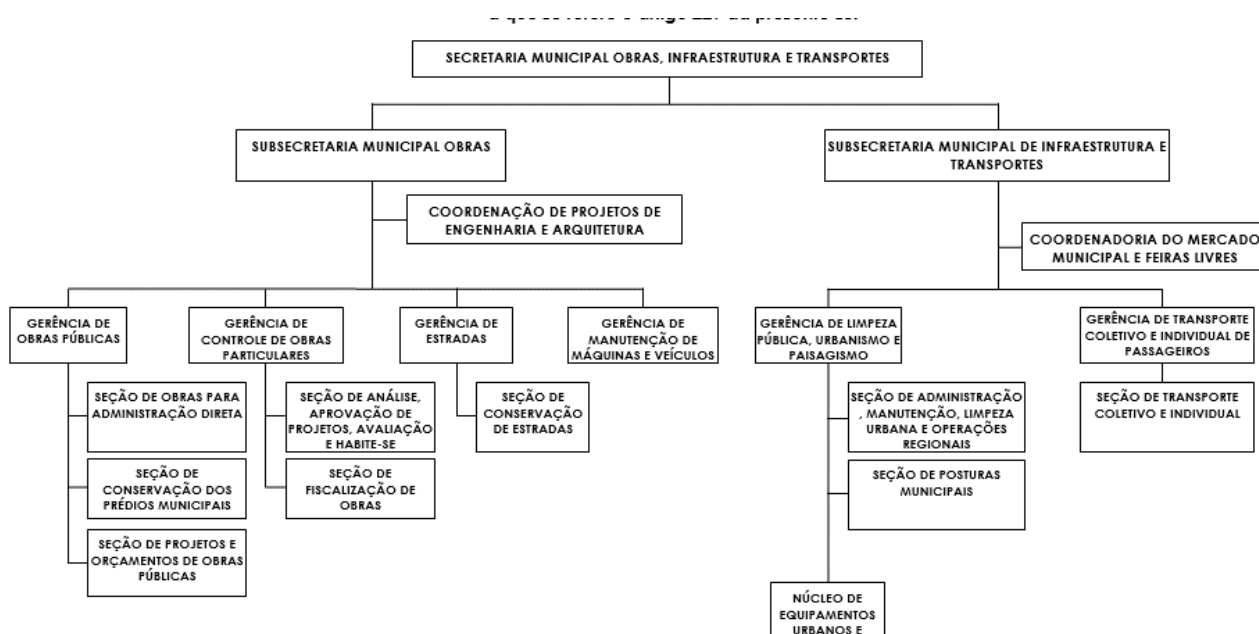 SECRETARIA MUNICIPAL OBRAS, INFRAESTRUTURA E TRANSPORTES
SUBSECRETARIA MUNICIPAL OBRAS
SUBSECRETARIA MUNICIPAL DE INFRAESTRUTURA E
TRANSPORTES
COORDENAÇÃO DE PROJETOS DE
ENGENHARIA E ARQUITETURA
COORDENADORIA DO MERCADO
MUNICIPAL E FEIRAS LIVRES
GERÊNCIA DE
OBRAS PÚBLICAS
GERÊNCIA DE
CONTROLE DE OBRAS
PARTICULARES
GERÊNCIA DE
ESTRADAS
GERÊNCIA DE
MANUTENÇÃO DE
MÁQUINAS E VEÍCULOS
GERÊNCIA DE LIMPEZA
PÚBLICA, URBANISMO E
PAISAGISMO
GERÊNCIA DE TRANSPORTE
COLETIVO E INDIVIDUAL DE
PASSAGEIROS
SEÇÃO DE OBRAS PARA
ADMINISTRAÇÃO DIRETA
SEÇÃO DE ANÁLISE,
APROVAÇÃO DE
PROJETOS, AVALIAÇÃO
E HABITE-SE
SEÇÃO DE
CONSERVAÇÃO
DE ESTRADAS
SEÇÃO DE ADMINISTRAÇÃO
, MANUTENÇÃO, LIMPEZA
URBANA E OPERAÇÕES
REGIONAIS
SEÇÃO DE TRANSPORTE
COLETIVO E INDIVIDUAL
SEÇÃO DE
CONSERVAÇÃO DOS
PRÉDIOS MUNICIPAIS
SEÇÃO DE
FISCALIZAÇÃO DE
OBRAS
SEÇÃO DE POSTURAS
MUNICIPAIS
SEÇÃO DE PROJETOS E
ORÇAMENTOS DE OBRAS
PÚBLICAS
NÚCLEO DE
EQUIPAMENTOS
URBANOS E